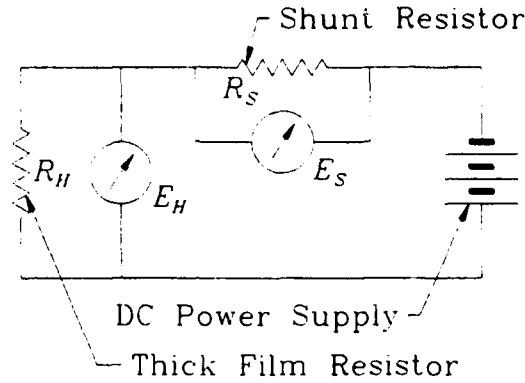 Shunt Resistor
R_S
R_H
E_H
E_S
DC Power Supply
Thick Film Resistor